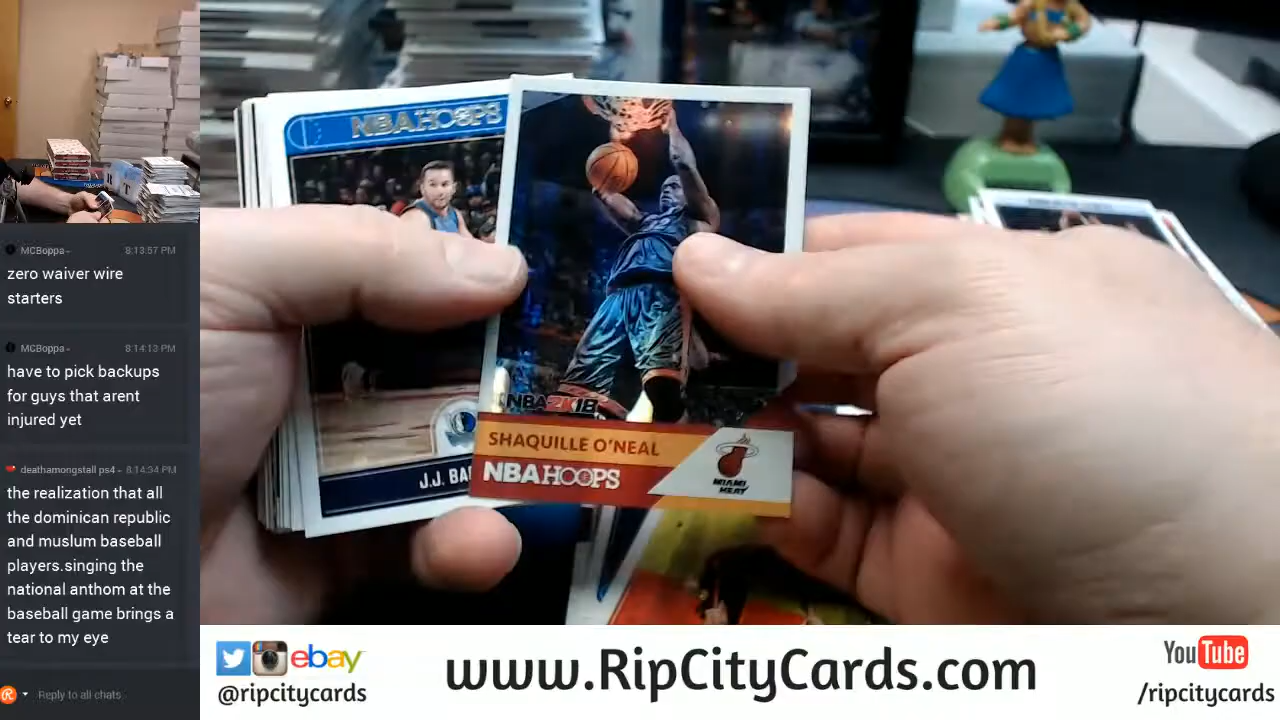 MCBoppa- 8:13:57 PM
zero waiver wire
starters
MCBoppa- 8:14:13 PM
have to pick backups
for guys that arent
injured yet
deathamongstall ps4- 8:14:34 PM
the realization that all
the dominican republic
and muslum baseball
players.singing the
national anthom at the
baseball game brings a
tear to my eye
Reply to all chats.
NBA HOOPS
J.J. BA
NBA2K18
SHAQUILLE O'NEAL
NBA HOOPS
MIAMI
HEAT
ebay
@ripcitycards
www.RipCityCards.com
YouTube
/ripcitycards